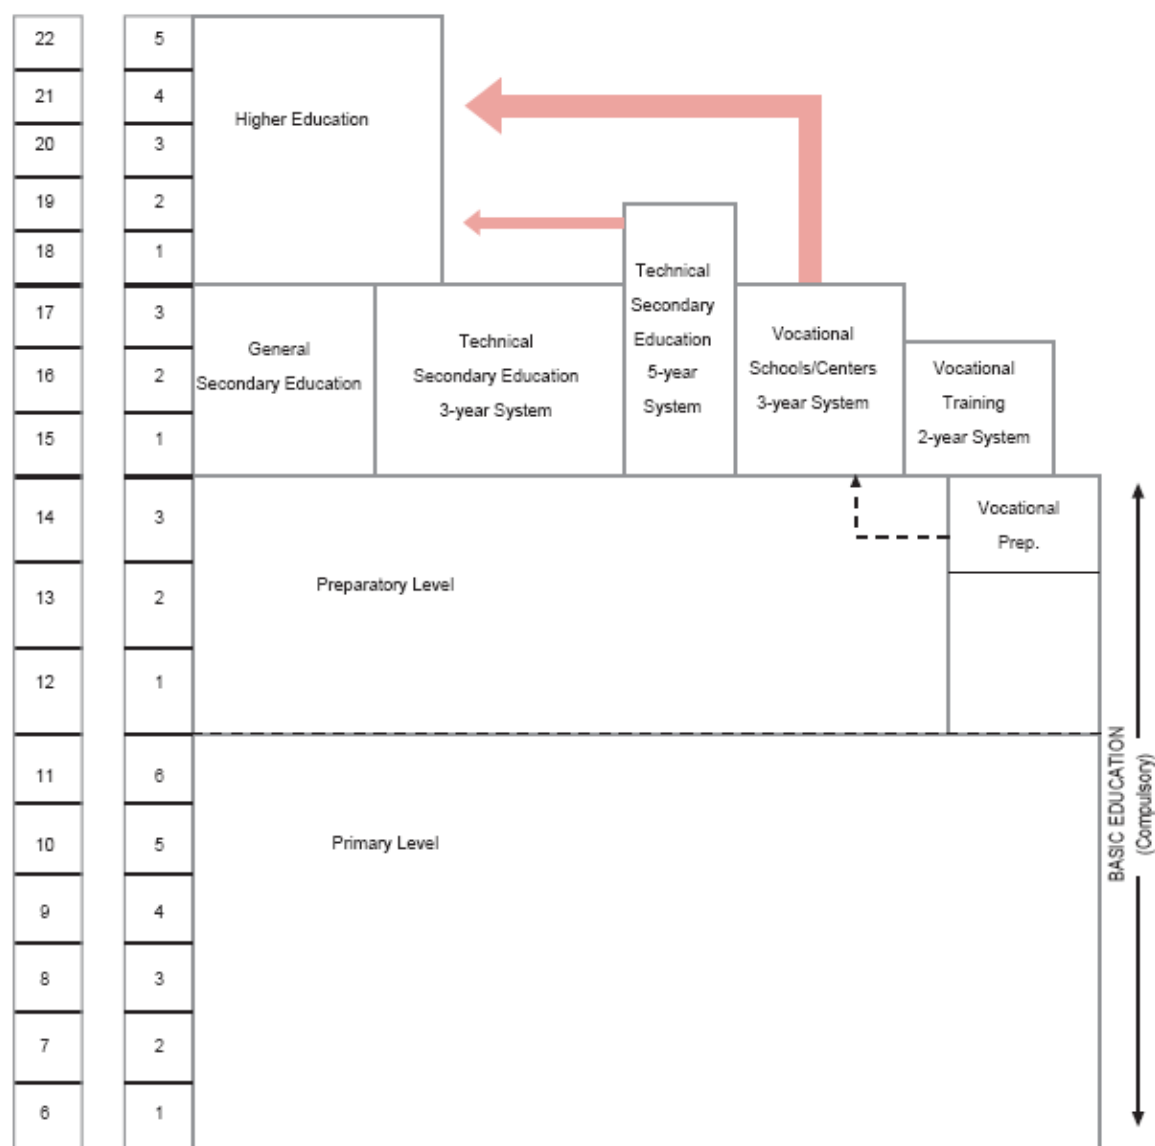 22 5
21 4
20 3
19 2
18 1
17 3
16 2
15 1
14 3
13 2
12 1
11 6
10 5
9 4
8 3
7 2
6 1
Higher Education
General
Secondary Education
Technical
Secondary Education
3-year System
Technical
Secondary
Education
5-year
System
Vocational
Schools/Centers
3-year System
Vocational
Training
2-year System
Vocational
Prep.
Preparatory Level
Primary Level
BASIC EDUCATION
(Compulsory)